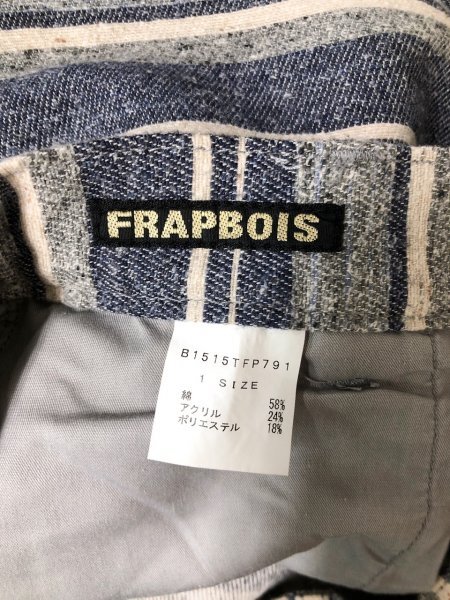 FRAPBOIS
B1515TFP791
1 SIZE
綿 58%
アクリル 24%
ポリエステル 18%